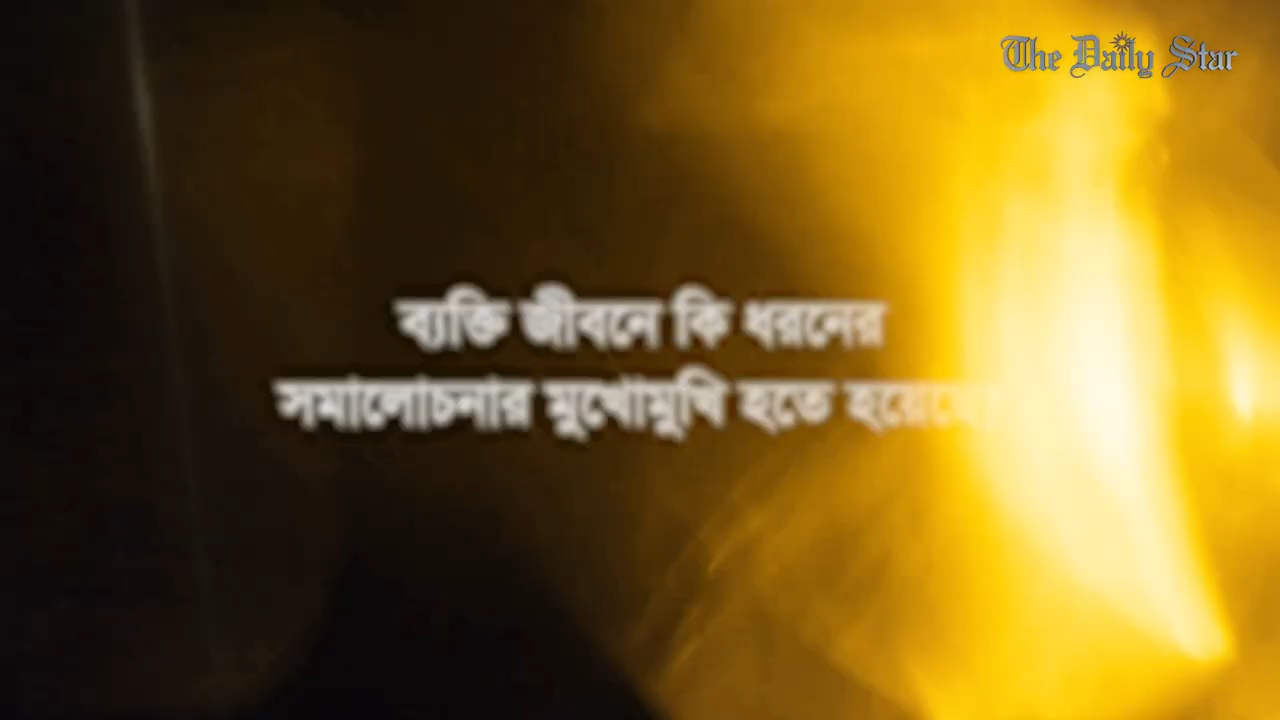 The Daily Star
ব্যক্তি জীবনে কি ধরনের
সমালোচনার মুখোমুখি হতে